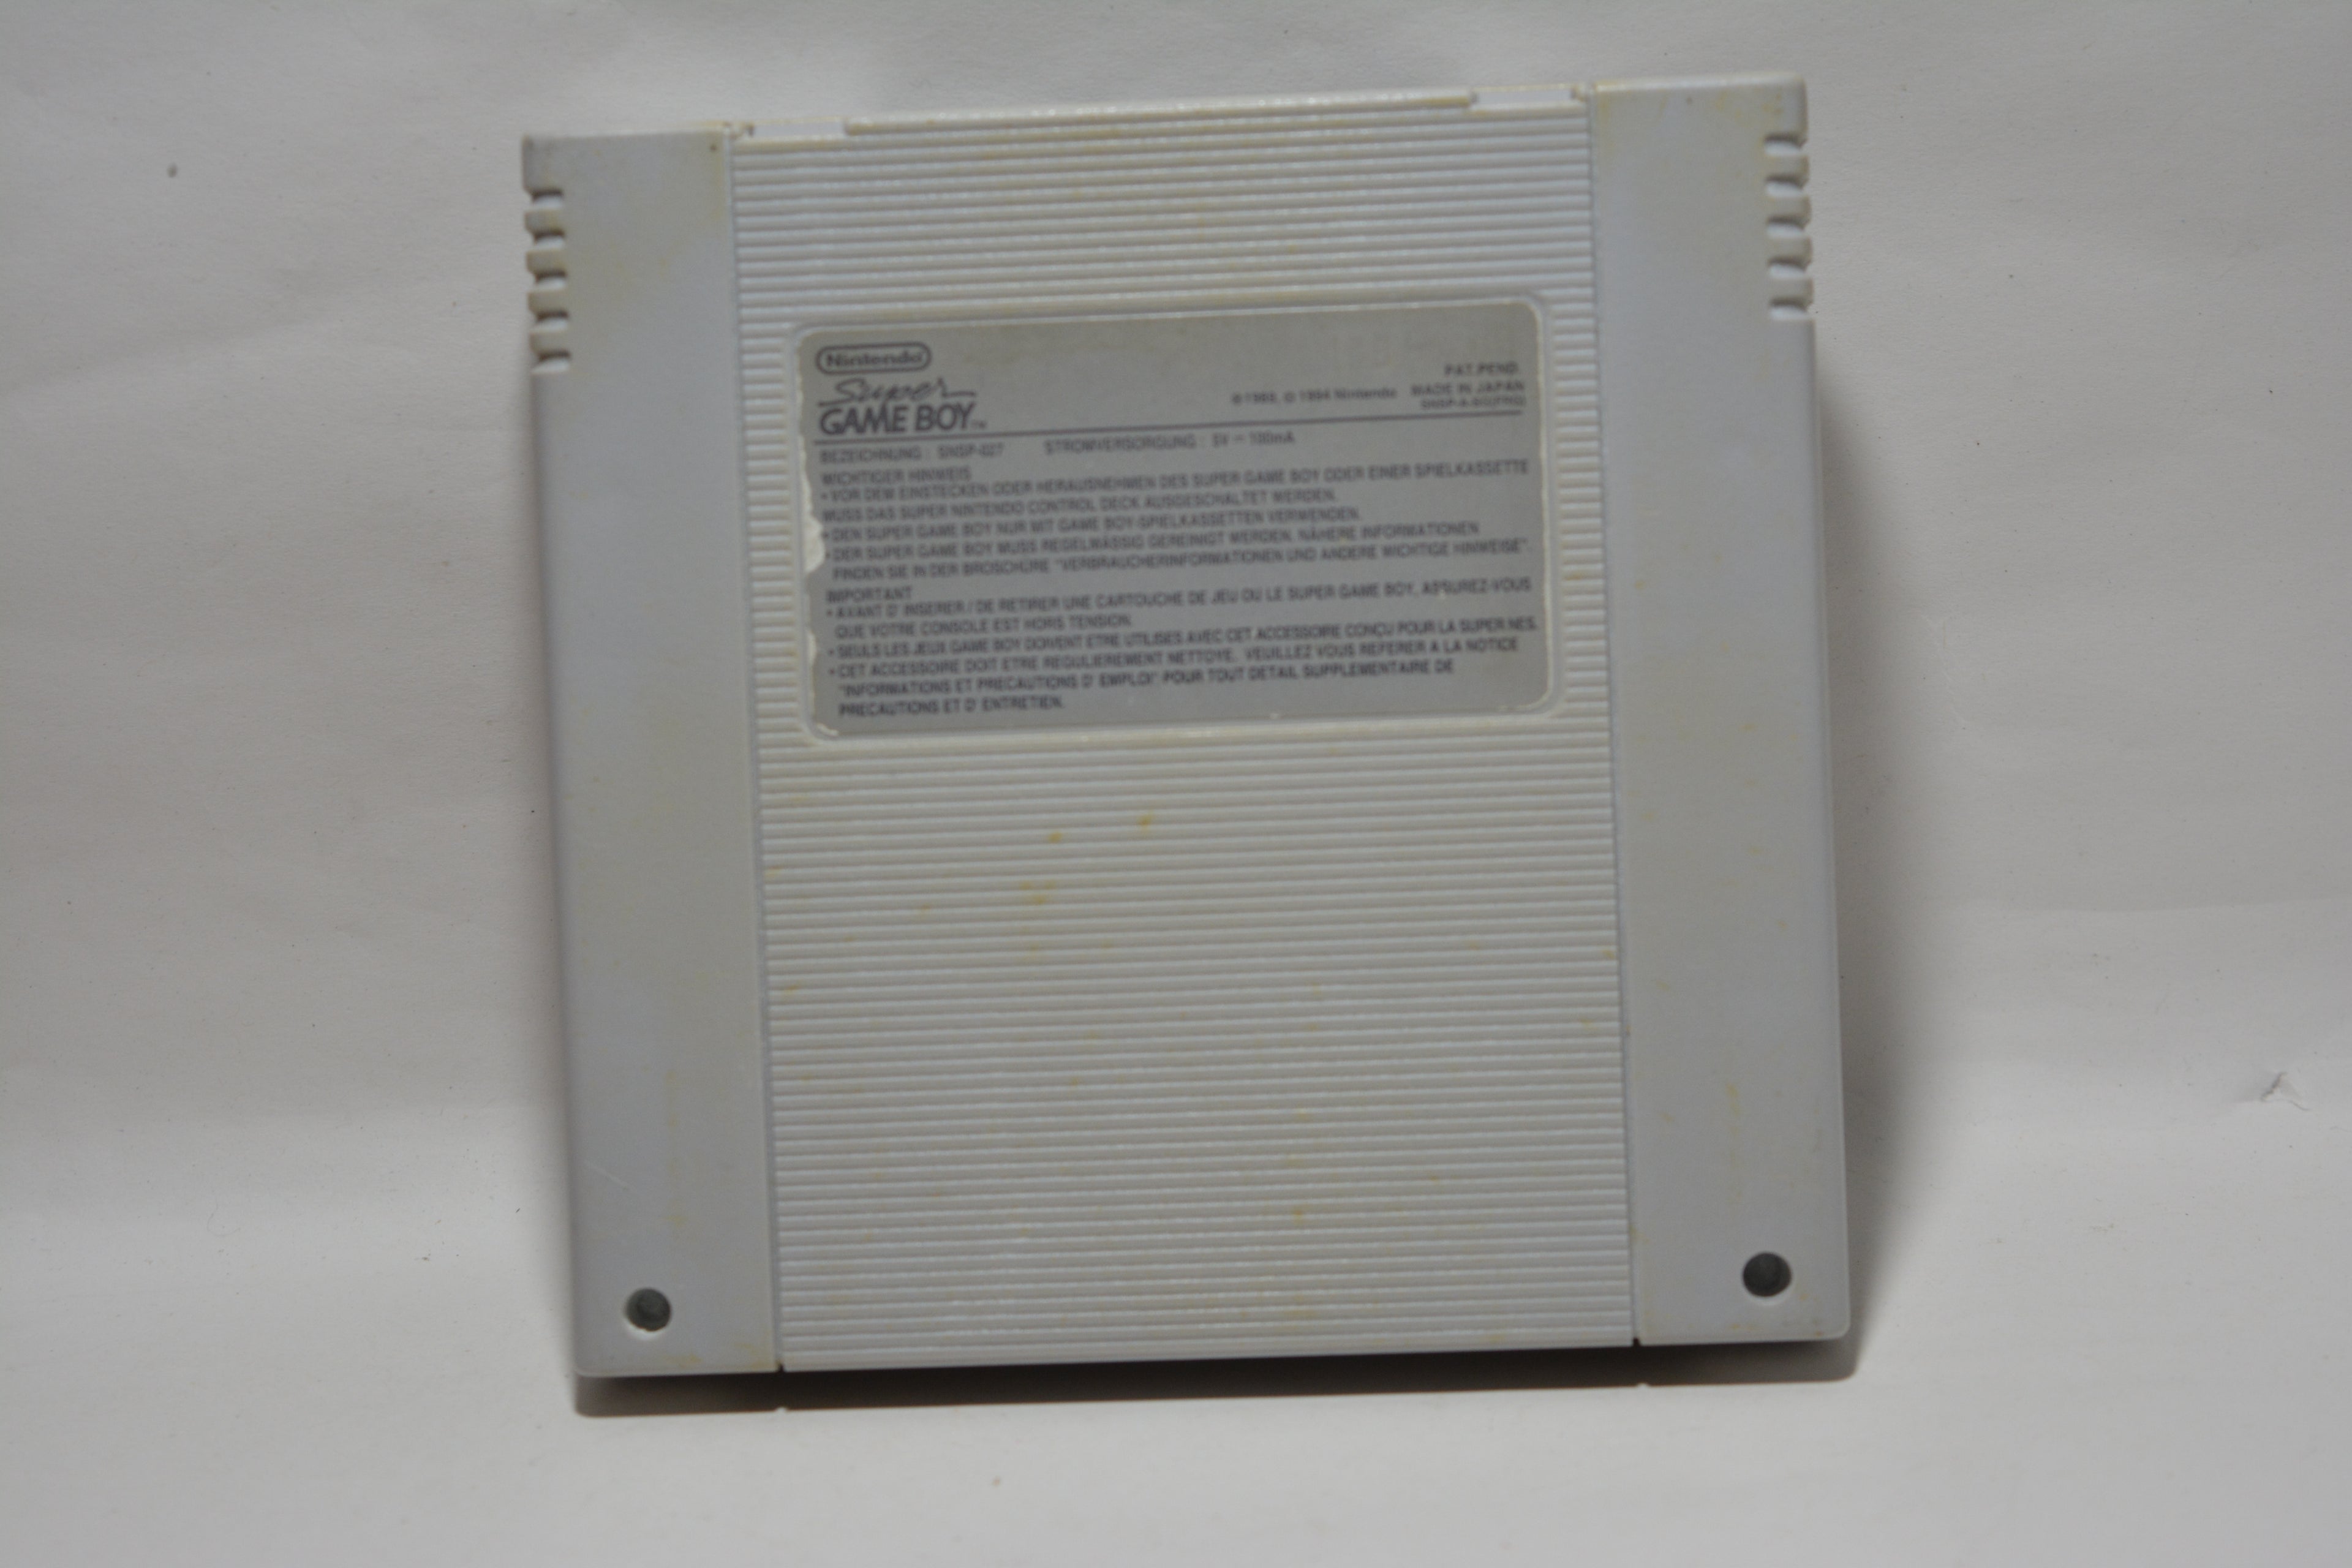 Nintendo
Super
GAME BOY™
PAT.PEND.
© 1994 Nintendo MADE IN JAPAN
BEZEICHNUNG : SNSP-027 STROMVERSORGUNG : 5V ⎓ 100mA
WICHTIGER HINWEIS
• VOR DEM EINSTECKEN ODER HERAUSNEHMEN DES SUPER GAME BOY ODER EINER SPIELKASSETTE
MUSS DAS SUPER NINTENDO CONTROL DECK AUSGESCHALTET WERDEN.
• DEN SUPER GAME BOY NUR MIT GAME BOY-SPIELKASSETTEN VERWENDEN.
• DER SUPER GAME BOY MUSS REGELMÄSSIG GEREINIGT WERDEN. NÄHERE INFORMATIONEN
FINDEN SIE IN DER BROSCHÜRE "VERBRAUCHERINFORMATIONEN UND ANDERE WICHTIGE HINWEISE".
IMPORTANT
• AVANT D' INSERER / DE RETIRER UNE CARTOUCHE DE JEU OU LE SUPER GAME BOY, ASSUREZ-VOUS
QUE VOTRE CONSOLE EST HORS TENSION.
• SEULS LES JEUX GAME BOY DOIVENT ETRE UTILISES AVEC CET ACCESSOIRE CONÇU POUR LA SUPER NES.
• CET ACCESSOIRE DOIT ETRE REGULIEREMENT NETTOYE. VEUILLEZ VOUS REFERER A LA NOTICE
"INFORMATIONS ET PRECAUTIONS D' EMPLOI" POUR TOUT DETAIL SUPPLEMENTAIRE DE
PRECAUTIONS ET D' ENTRETIEN.